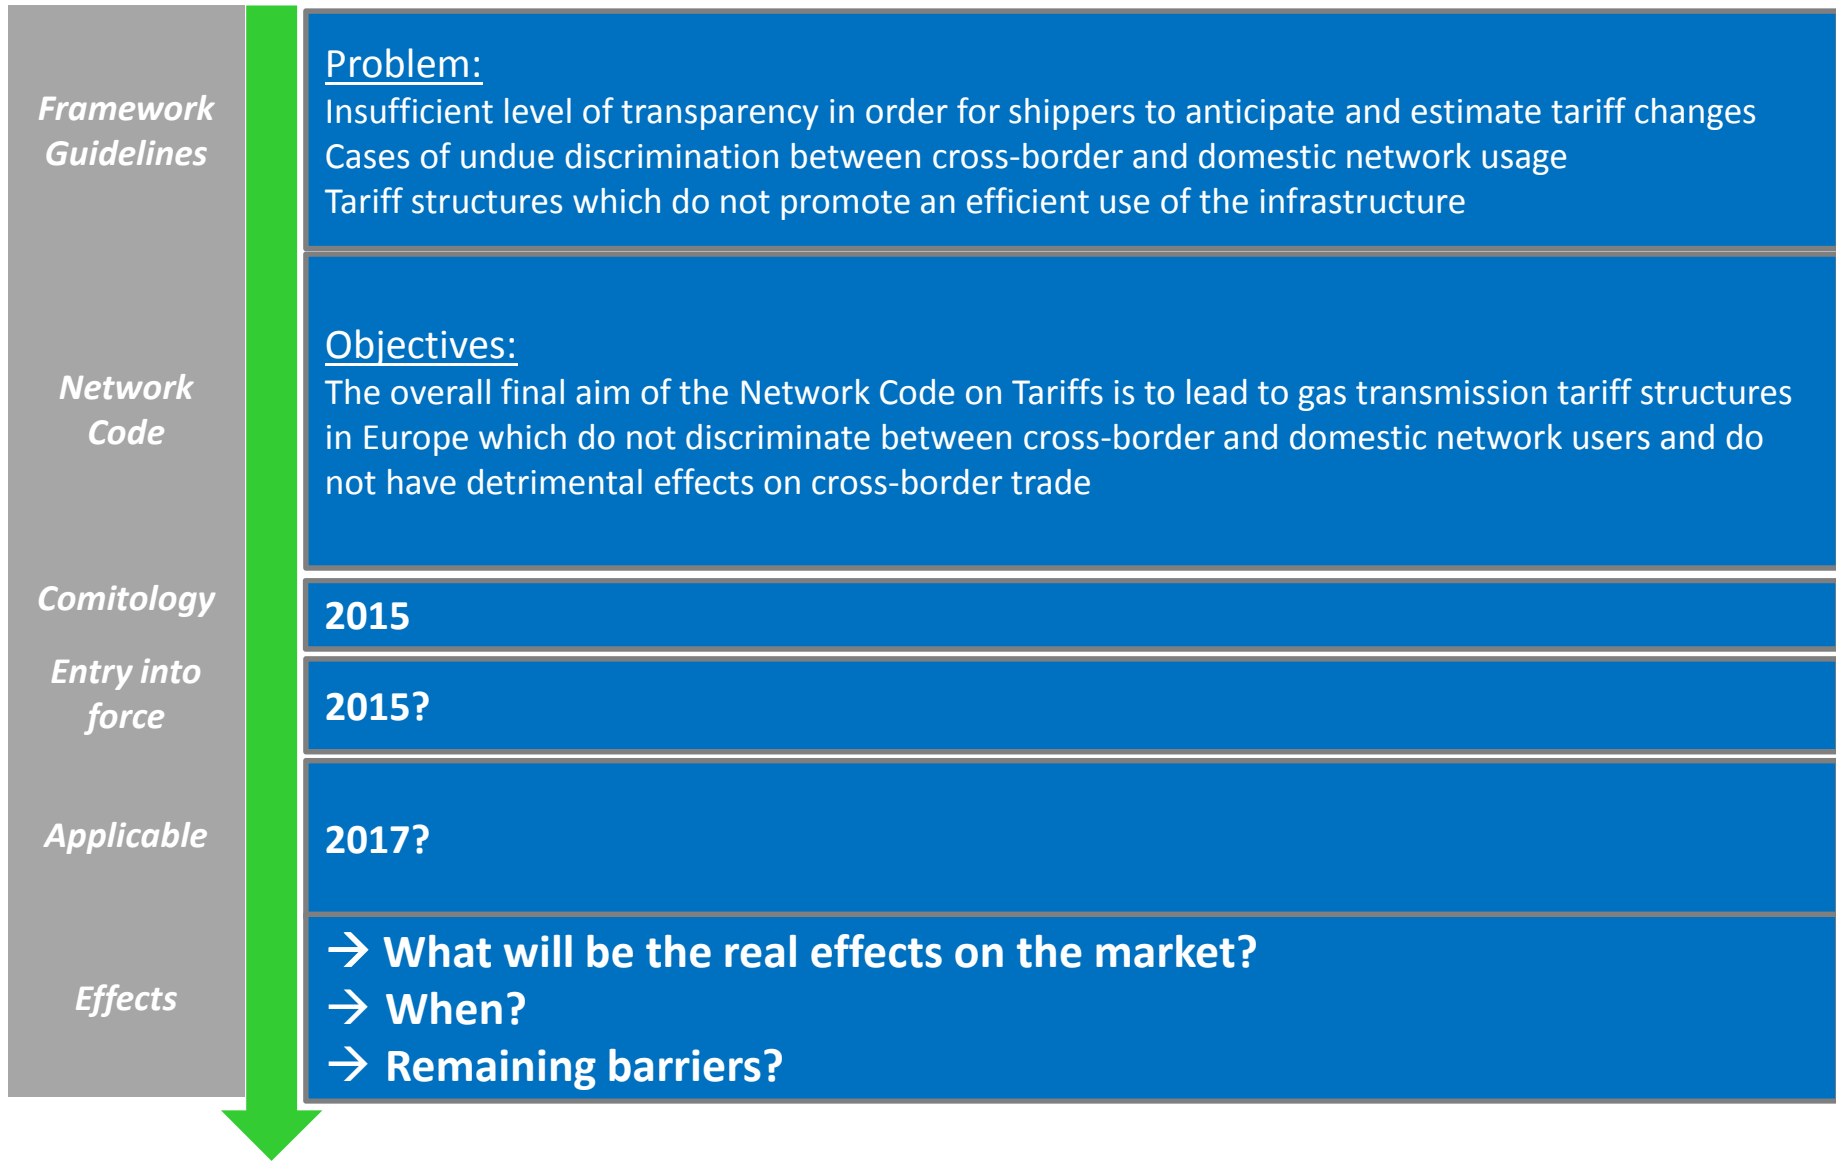 Framework
Guidelines
Problem:
Insufficient level of transparency in order for shippers to anticipate and estimate tariff changes
Cases of undue discrimination between cross-border and domestic network usage
Tariff structures which do not promote an efficient use of the infrastructure
Network
Code
Objectives:
The overall final aim of the Network Code on Tariffs is to lead to gas transmission tariff structures
in Europe which do not discriminate between cross-border and domestic network users and do
not have detrimental effects on cross-border trade
Comitology
2015
Entry into
force
2015?
Applicable
2017?
Effects
→ What will be the real effects on the market?
→ When?
→ Remaining barriers?